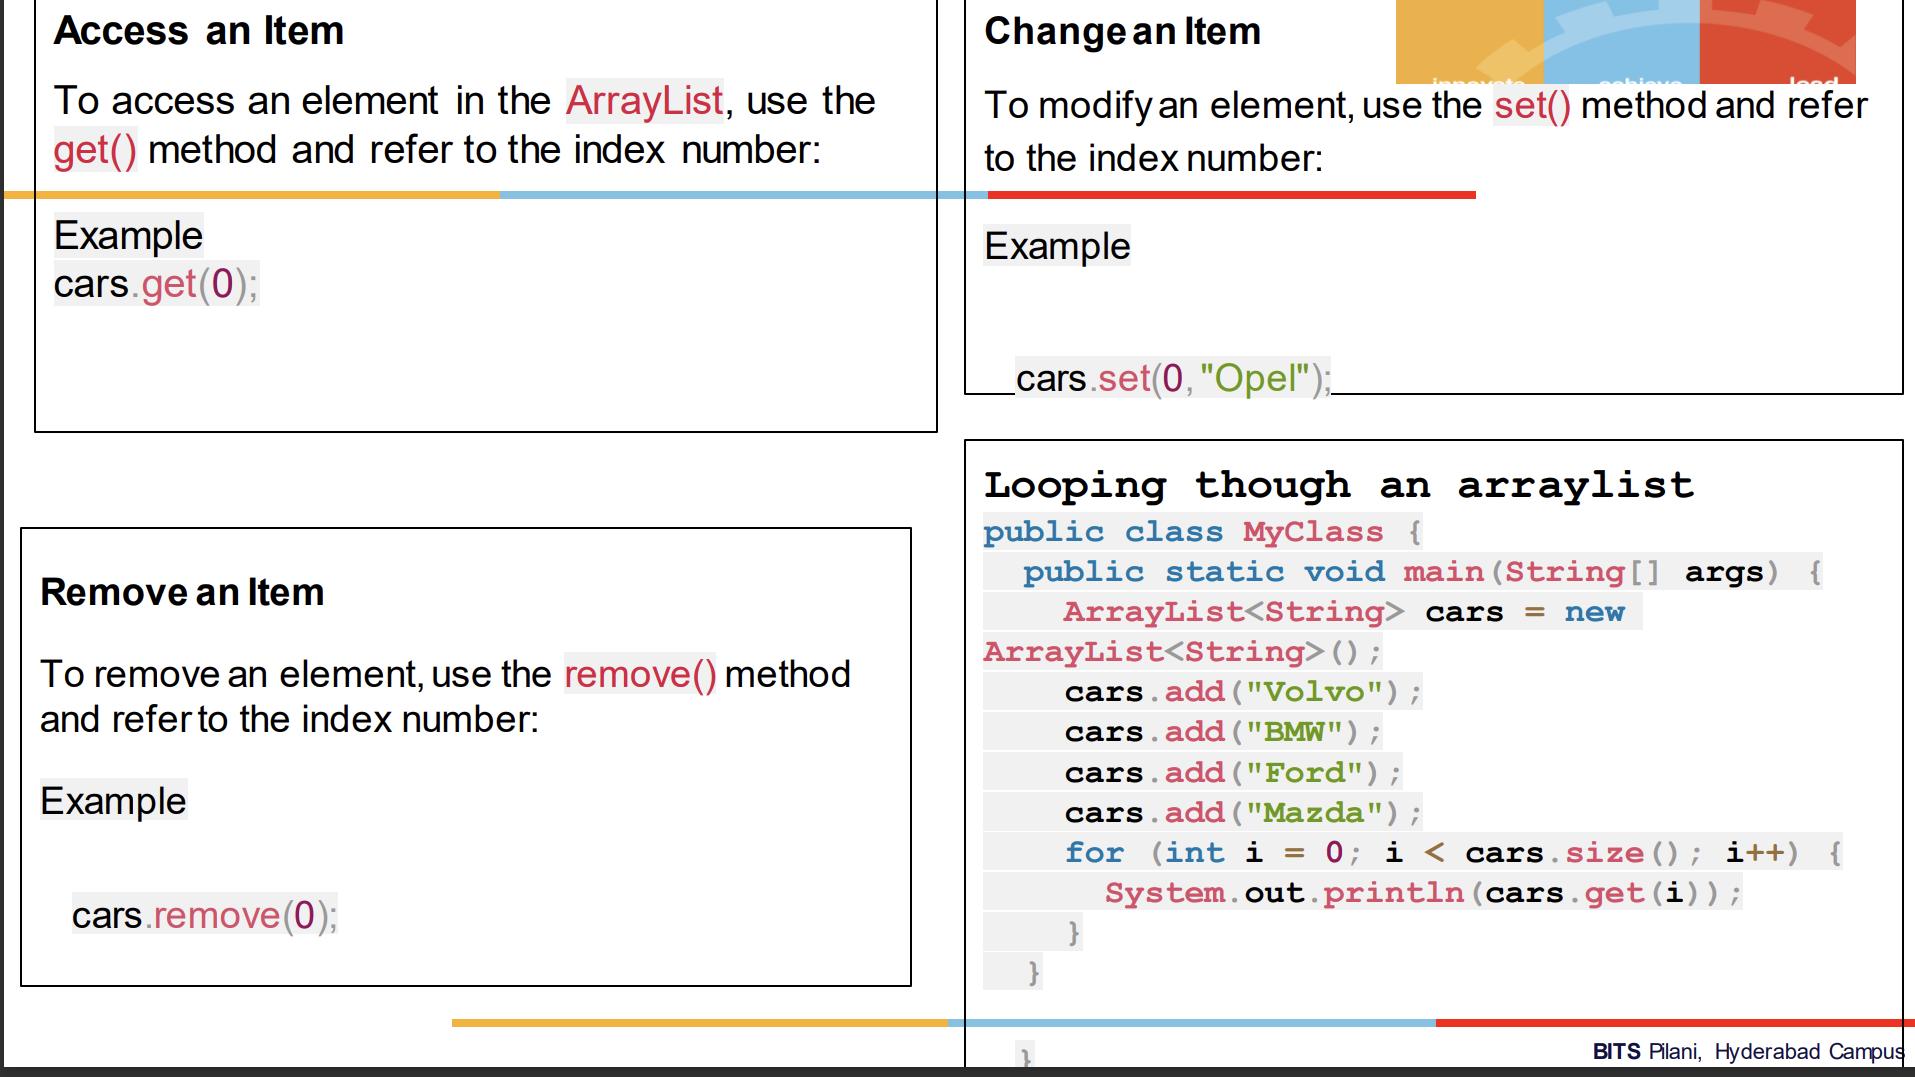 Access an Item
To access an element in the ArrayList, use the
get() method and refer to the index number:
Example
cars.get(0);
Change an Item
To modify an element, use the set() method and refer
to the index number:
Example
cars.set(0, "Opel");
Remove an Item
To remove an element, use the remove() method
and refer to the index number:
Example
cars.remove(0);
Looping though an arraylist
public class MyClass {
public static void main(String[] args) {
ArrayList<String> cars = new
ArrayList<String>();
cars.add("Volvo");
cars.add("BMW");
cars.add("Ford");
cars.add("Mazda");
for (int i = 0; i < cars.size(); i++) {
System.out.println(cars.get(i));
}
}
}
innovate achieve lead
BITS Pilani, Hyderabad Campus